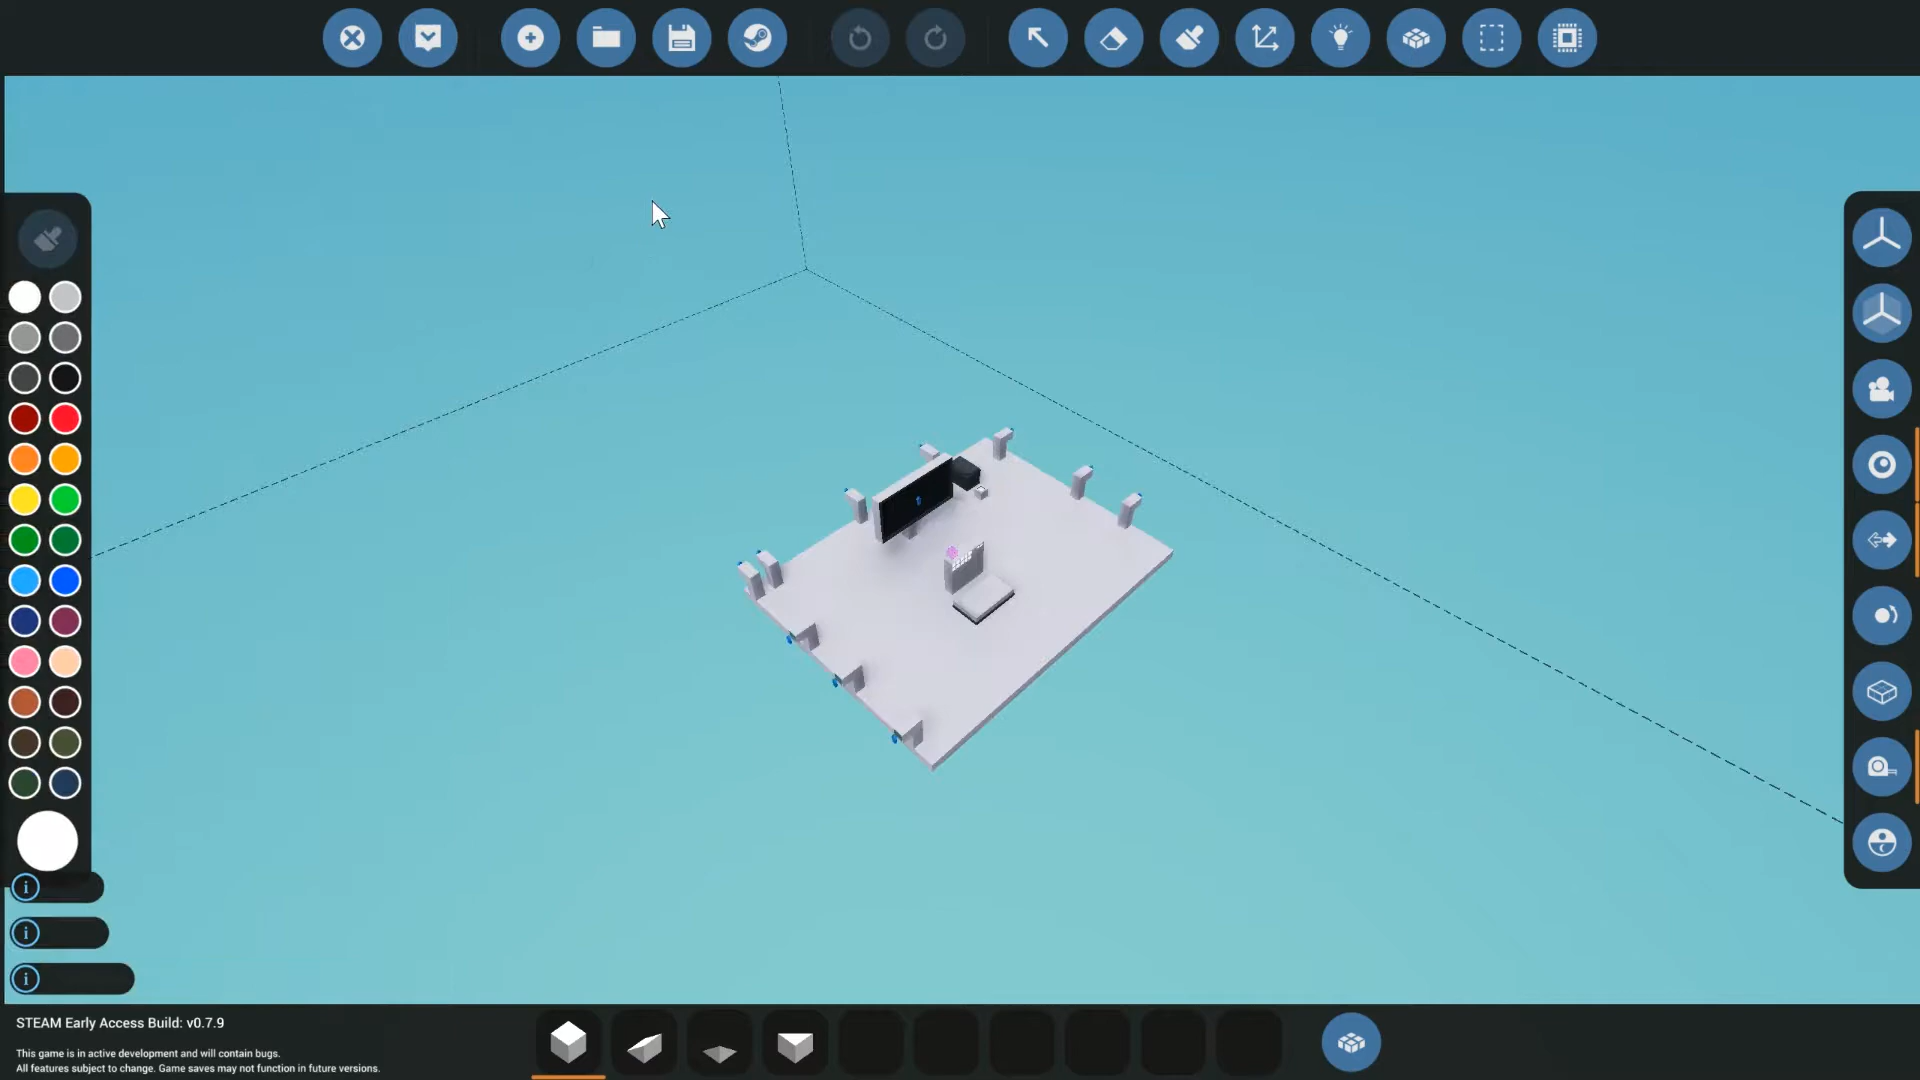 STEAM Early Access Build: v0.7.9
This game is in active development and will contain bugs.
All features subject to change. Game saves may not function in future versions.